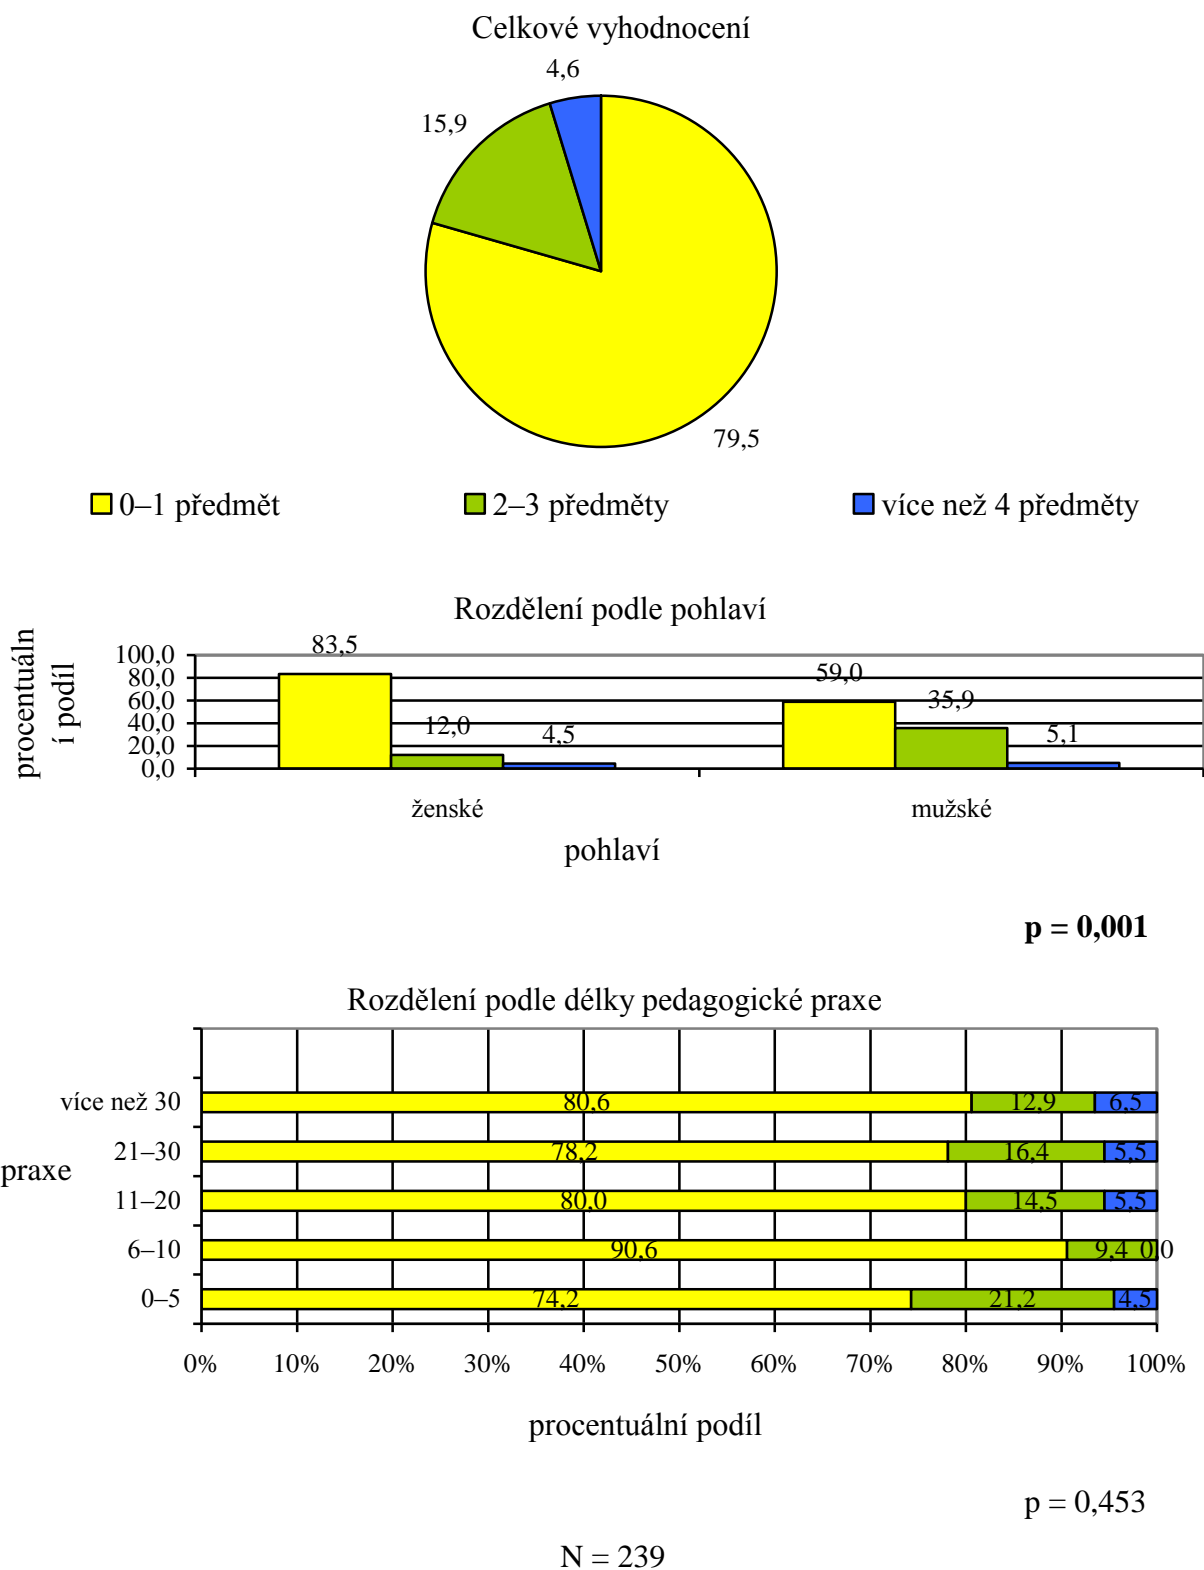 Celkové vyhodnocení
4,6
15,9
79,5
0–1 předmět
2–3 předměty
více než 4 předměty
Rozdělení podle pohlaví
procentuáln
í podíl
100,0
80,0
60,0
40,0
20,0
0,0
83,5
12,0
4,5
59,0
35,9
5,1
ženské
mužské
pohlaví
p = 0,001
Rozdělení podle délky pedagogické praxe
praxe
více než 30
80,6
12,9
6,5
21–30
78,2
16,4
5,5
11–20
80,0
14,5
5,5
6–10
90,6
9,4
0,0
0–5
74,2
21,2
4,5
0%
10%
20%
30%
40%
50%
60%
70%
80%
90%
100%
procentuální podíl
p = 0,453
N = 239